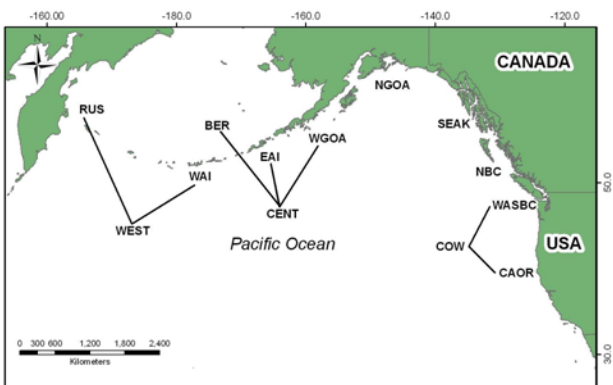 -160.0 -180.0 -160.0 -140.0 -120.0
N
CANADA
NGOA
RUS
BER
SEAK
WGOA
EAI
NBC
WAI
50.0
CENT
WASBC
WEST
Pacific Ocean
COW
USA
CAOR
0 300 600 1,200 1,800 2,400
Kilometers
30.0